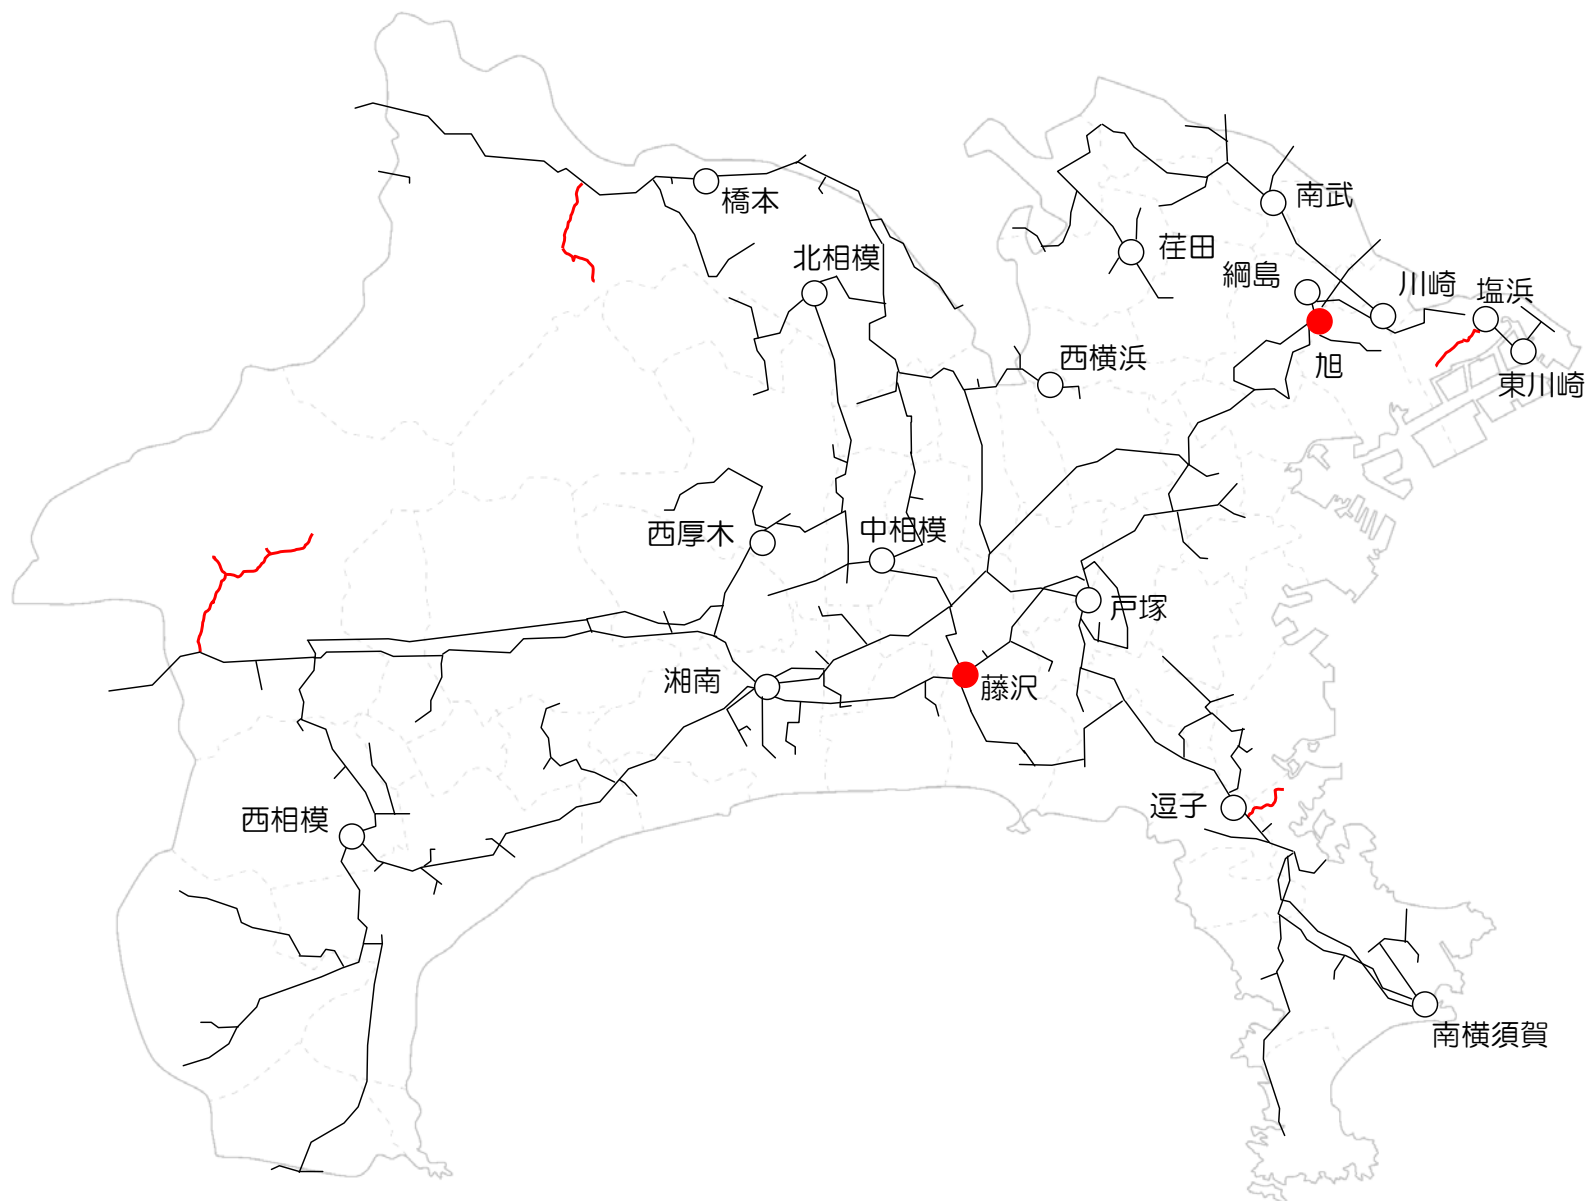 橋本
南武
荏田
北相模
綱島
川崎
塩浜
西横浜
旭
東川崎
西厚木
中相模
戸塚
湘南
藤沢
逗子
西相模
南横須賀